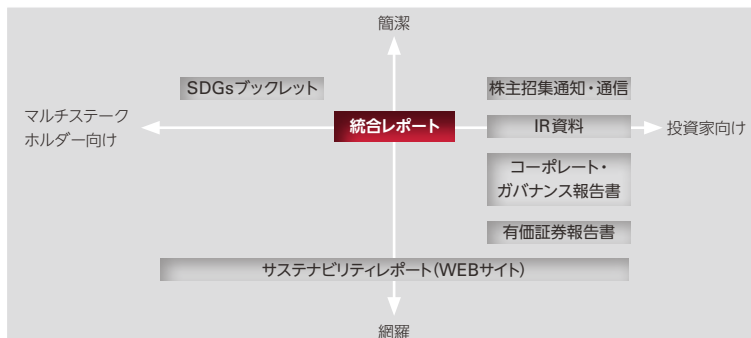 簡潔
SDGsブックレット
株主招集通知・通信
マルチステーク
ホルダー向け
統合レポート
IR資料
投資家向け
コーポレート・
ガバナンス報告書
有価証券報告書
サステナビリティレポート(WEBサイト)
網羅